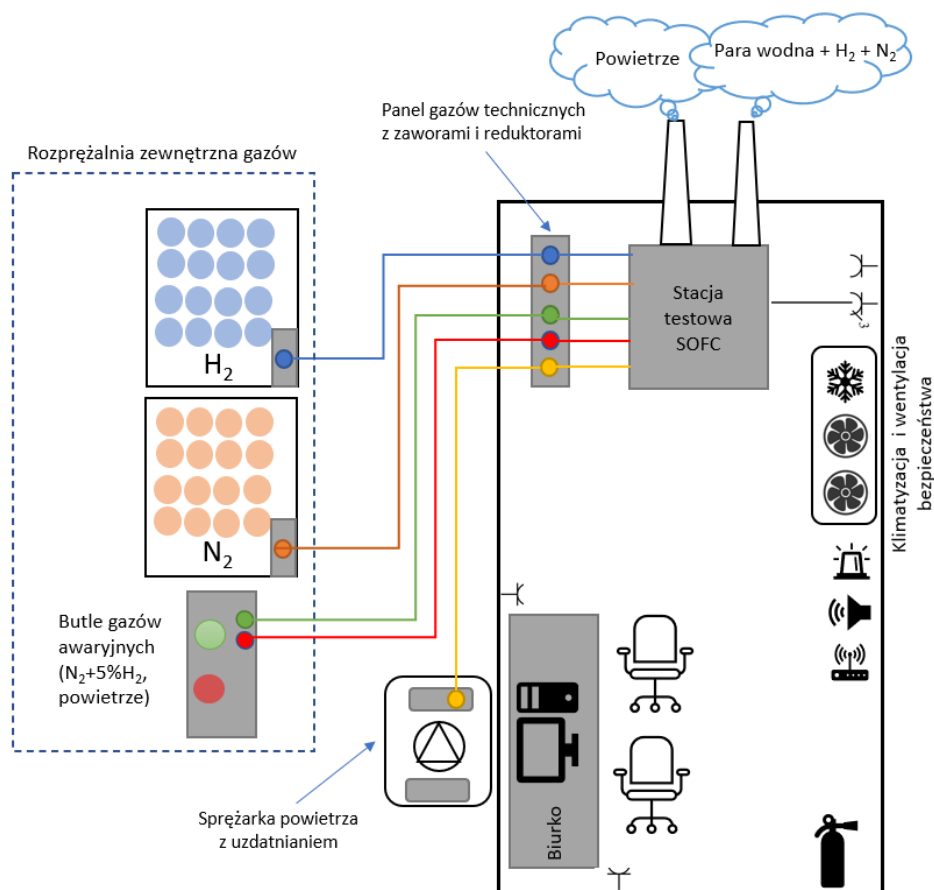 Powietrze
Para wodna + H₂ + N₂
Panel gazów technicznych
z zaworami i reduktorami
Rozprężalnia zewnętrzna gazów
H₂
N₂
Butle gazów
awaryjnych
(N₂+5%H₂,
powietrze)
Stacja
testowa
SOFC
3
Klimatyzacja i wentylacja
bezpieczeństwa
Sprężarka powietrza
z uzdatnianiem
Biurko